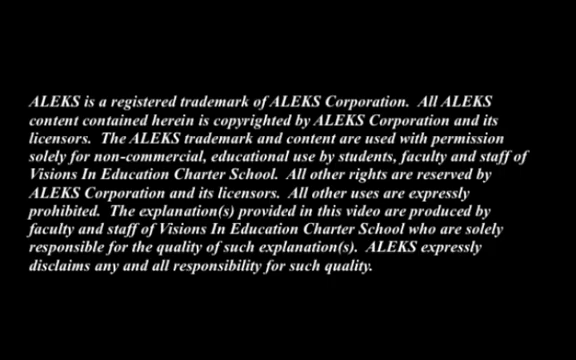 ALEKS is a registered trademark of ALEKS Corporation.  All ALEKS
content contained herein is copyrighted by ALEKS Corporation and its
licensors.  The ALEKS trademark and content are used with permission
solely for non-commercial, educational use by students, faculty and staff of
Visions In Education Charter School.  All other rights are reserved by
ALEKS Corporation and its licensors.  All other uses are expressly
prohibited.  The explanation(s) provided in this video are produced by
faculty and staff of Visions In Education Charter School who are solely
responsible for the quality of such explanation(s).  ALEKS expressly
disclaims any and all responsibility for such quality.